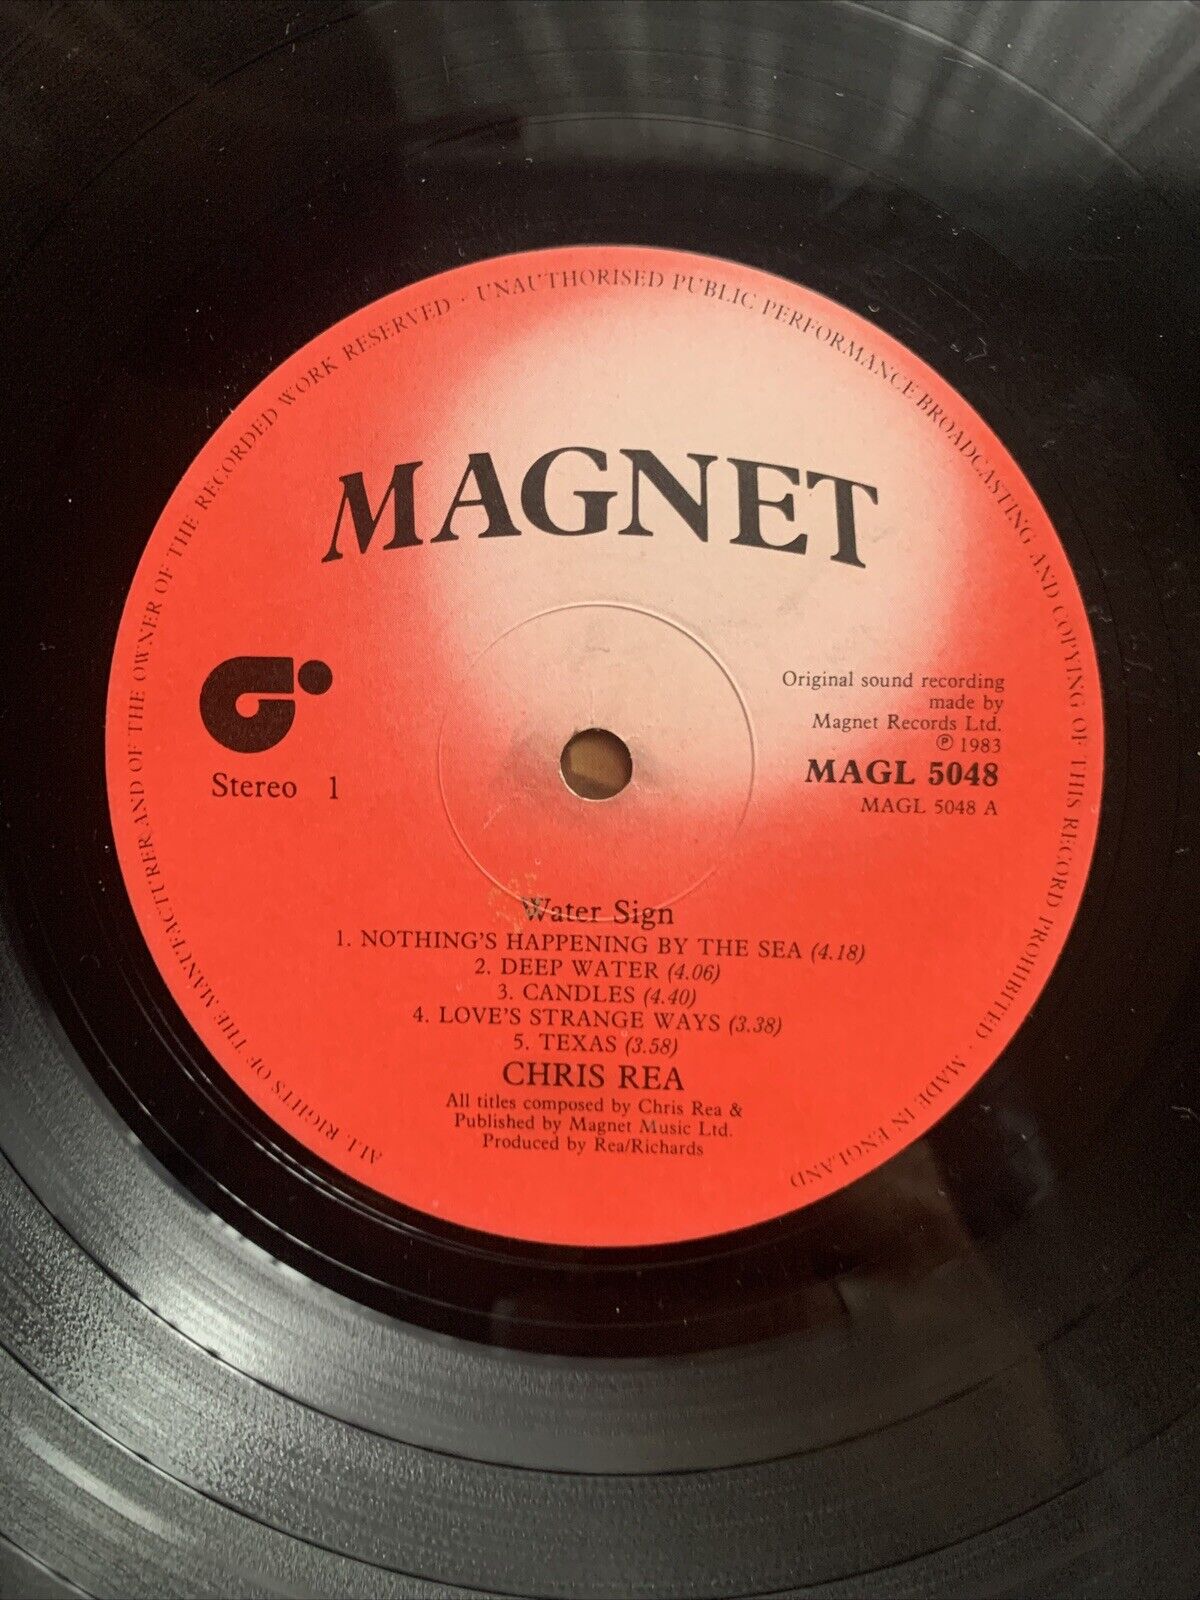 ALL RIGHTS OF THE MANUFACTURER AND OF THE OWNER OF THE RECORDED WORK RESERVED · UNAUTHORISED PUBLIC PERFORMANCE BROADCASTING AND COPYING OF THIS RECORD PROHIBITED · MADE IN ENGLAND
MAGNET
Original sound recording
made by
Magnet Records Ltd.
℗ 1983
MAGL 5048
MAGL 5048 A
Stereo 1
Water Sign
1. NOTHING'S HAPPENING BY THE SEA (4.18)
2. DEEP WATER (4.06)
3. CANDLES (4.40)
4. LOVE'S STRANGE WAYS (3.38)
5. TEXAS (3.58)
CHRIS REA
All titles composed by Chris Rea &
Published by Magnet Music Ltd.
Produced by Rea/Richards